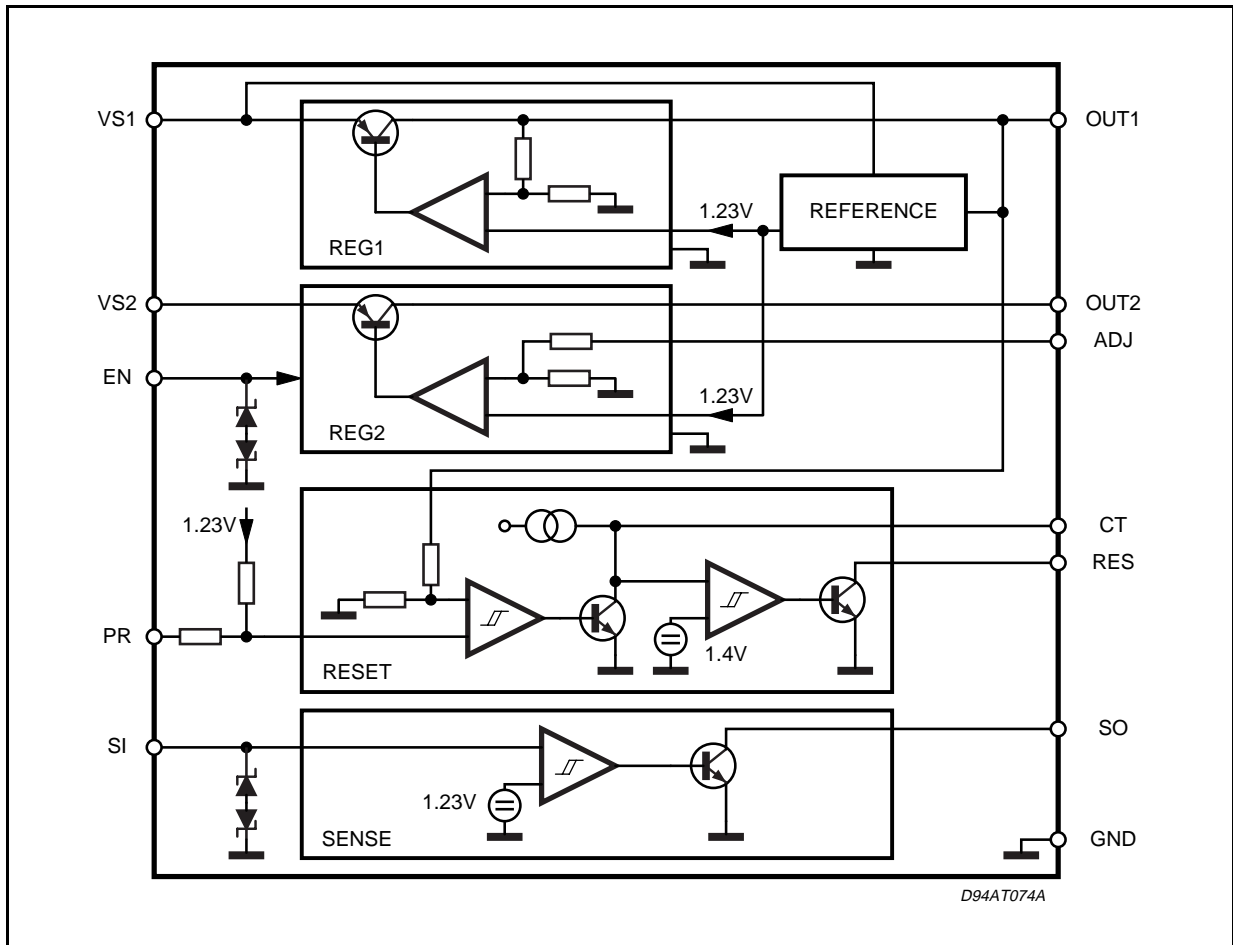 VS1
OUT1
1.23V
REFERENCE
REG1
VS2
OUT2
ADJ
EN
1.23V
REG2
1.23V
CT
RES
PR
1.4V
RESET
SI
SO
1.23V
SENSE
GND
D94AT074A